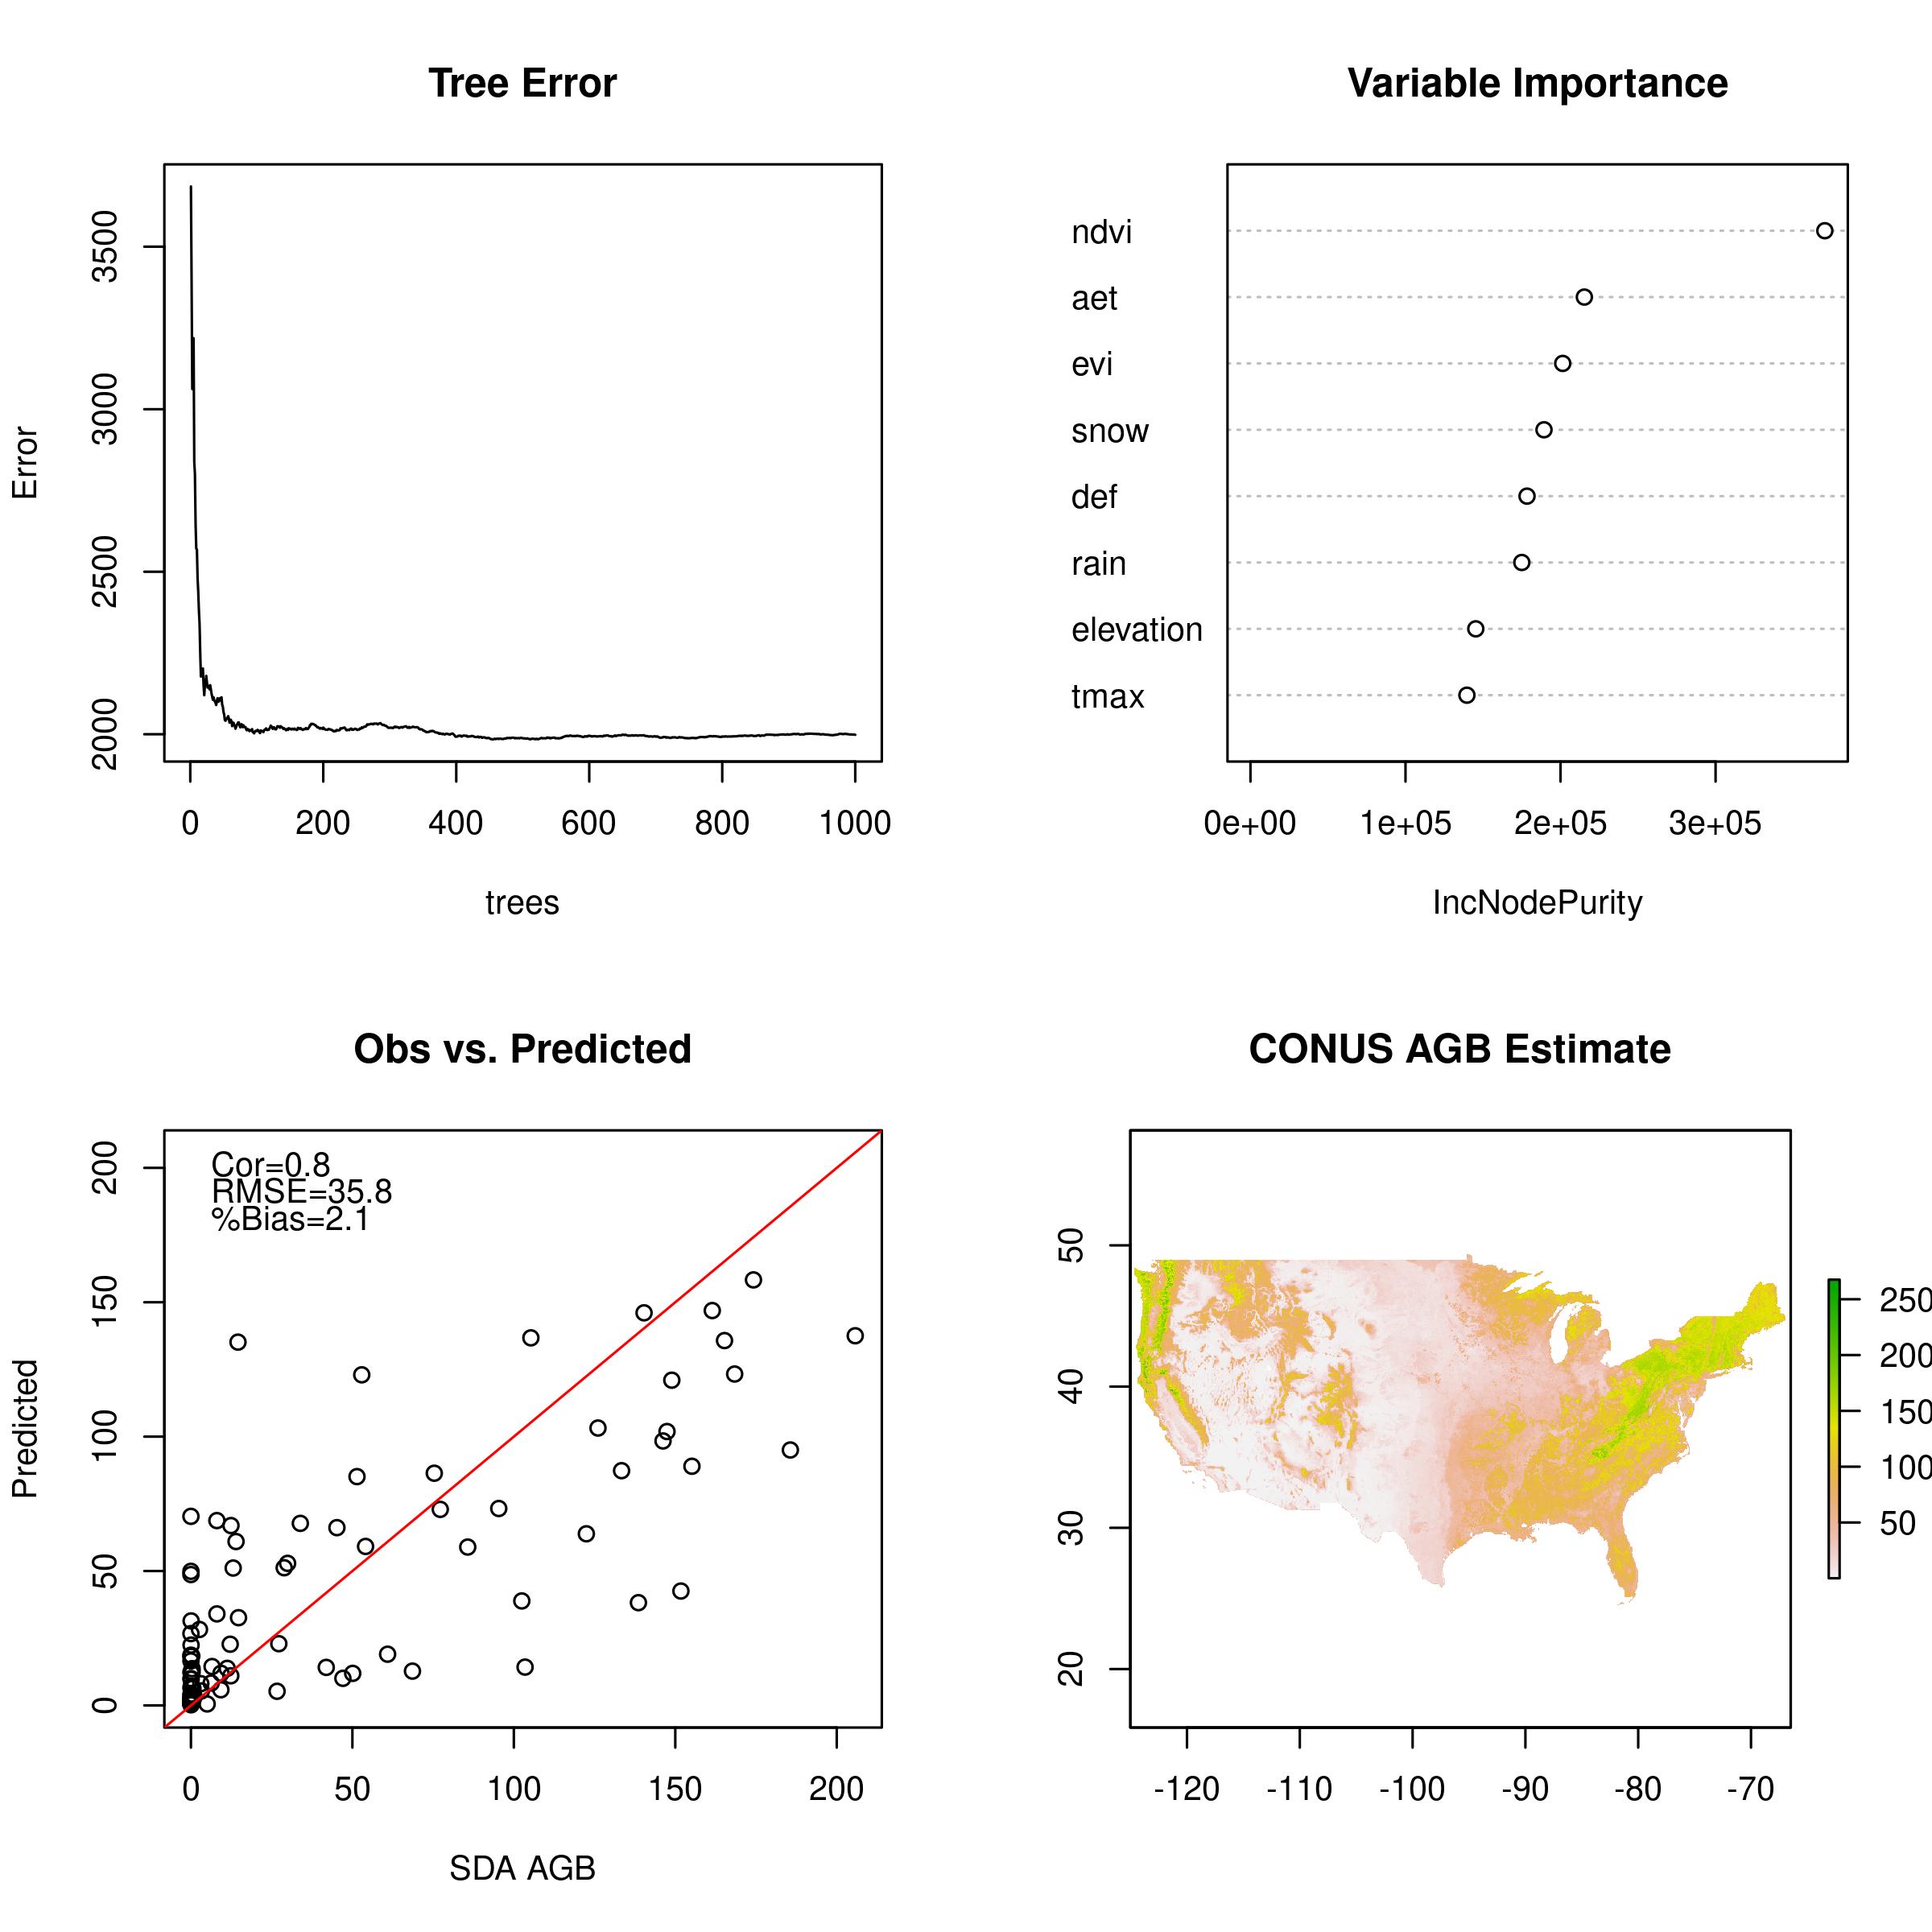 Tree Error
Error
3500
3000
2500
2000
0 200 400 600 800 1000
trees
Variable Importance
ndvi
aet
evi
snow
def
rain
elevation
tmax
0e+00 1e+05 2e+05 3e+05
IncNodePurity
Obs vs. Predicted
Predicted
200
150
100
50
0
Cor=0.8
RMSE=35.8
%Bias=2.1
0 50 100 150 200
SDA AGB
CONUS AGB Estimate
50
40
30
20
-120 -110 -100 -90 -80 -70
250
200
150
100
50